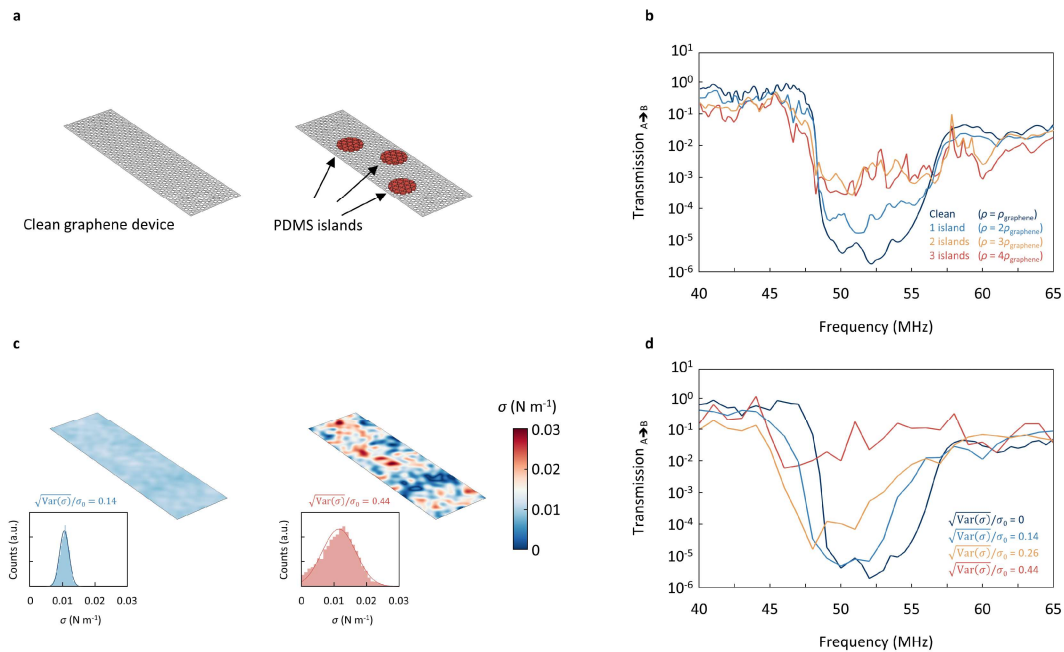 a
Clean graphene device
PDMS islands
b
10¹
10⁰
10⁻¹
10⁻²
10⁻³
10⁻⁴
10⁻⁵
10⁻⁶
Transmission A➔B
Clean (ρ = ρgraphene)
1 island (ρ = 2ρgraphene)
2 islands (ρ = 3ρgraphene)
3 islands (ρ = 4ρgraphene)
40 45 50 55 60 65
Frequency (MHz)
c
σ (N m⁻¹)
0.03
0.02
0.01
0
√Var(σ)/σ₀ = 0.14
Counts (a.u.)
0 0.01 0.03
σ (N m⁻¹)
√Var(σ)/σ₀ = 0.44
Counts (a.u.)
0 0.01 0.03
σ (N m⁻¹)
d
10¹
10⁰
10⁻¹
10⁻²
10⁻³
10⁻⁴
10⁻⁵
10⁻⁶
Transmission A➔B
√Var(σ)/σ₀ = 0
√Var(σ)/σ₀ = 0.14
√Var(σ)/σ₀ = 0.26
√Var(σ)/σ₀ = 0.44
40 45 50 55 60 65
Frequency (MHz)